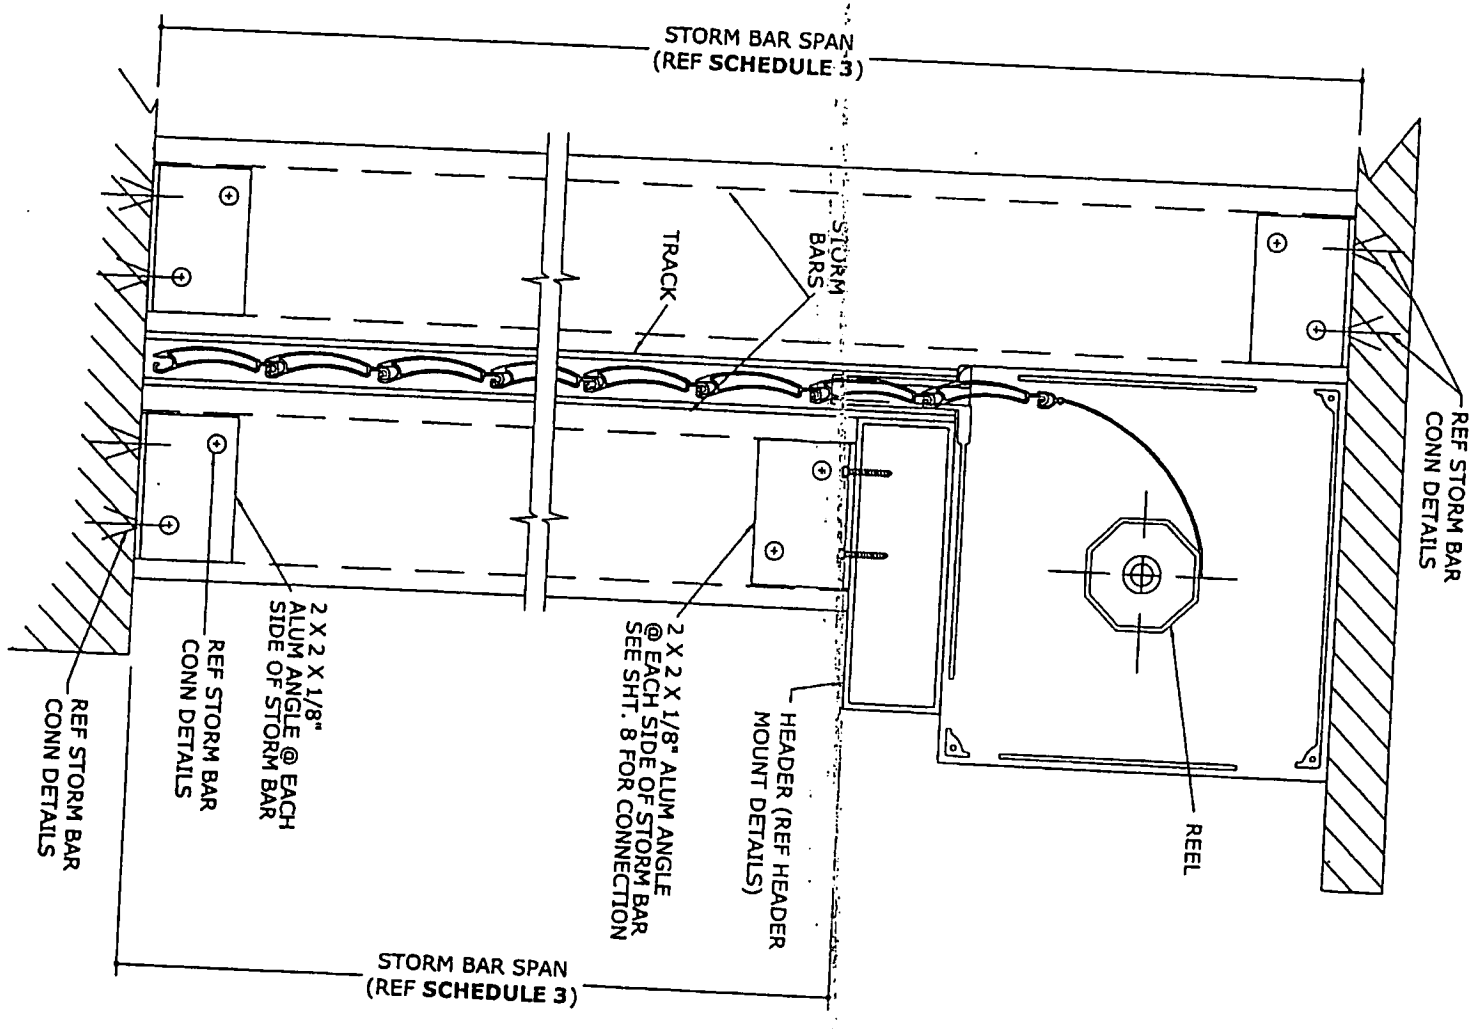 STORM BAR SPAN
(REF SCHEDULE 3)
STORM
BARS
TRACK
REF STORM BAR
CONN DETAILS
2 X 2 X 1/8"
ALUM ANGLE @ EACH
SIDE OF STORM BAR
REF STORM BAR
CONN DETAILS
REF STORM BAR
CONN DETAILS
2 X 2 X 1/8" ALUM ANGLE
@ EACH SIDE OF STORM BAR
SEE SHT. 8 FOR CONNECTION
HEADER (REF HEADER
MOUNT DETAILS)
REEL
STORM BAR SPAN
(REF SCHEDULE 3)